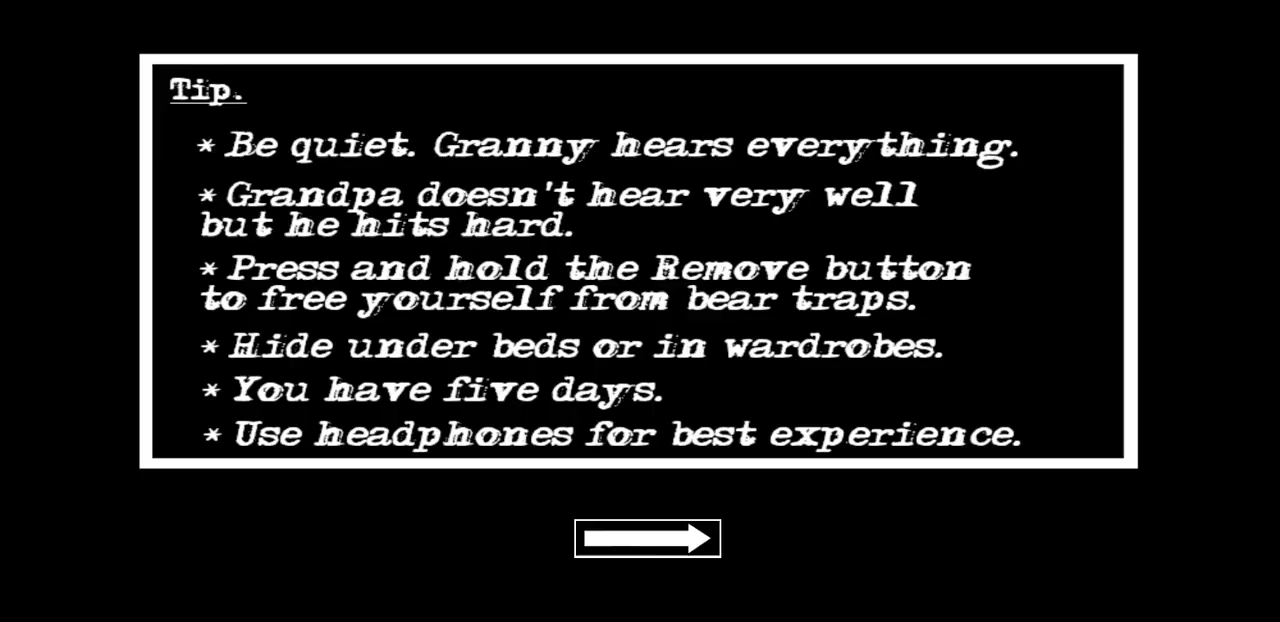 Tip.
* Be quiet. Granny hears everything.
* Grandpa doesn't hear very well
but he hits hard.
* Press and hold the Remove button
to free yourself from bear traps.
* Hide under beds or in wardrobes.
* You have five days.
* Use headphones for best experience.